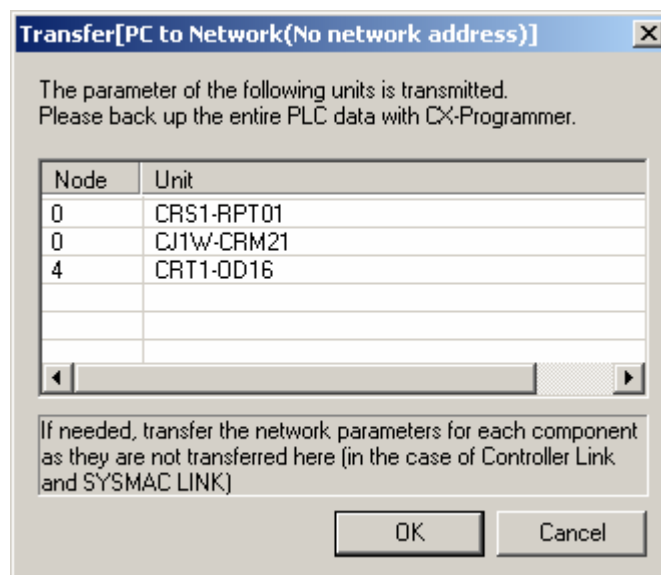 Transfer[PC to Network(No network address)]
The parameter of the following units is transmitted.
Please back up the entire PLC data with CX-Programmer.
Node Unit
0 CRS1-RPT01
0 CJ1W-CRM21
4 CRT1-OD16
If needed, transfer the network parameters for each component
as they are not transferred here (in the case of Controller Link
and SYSMAC LINK)
OK Cancel